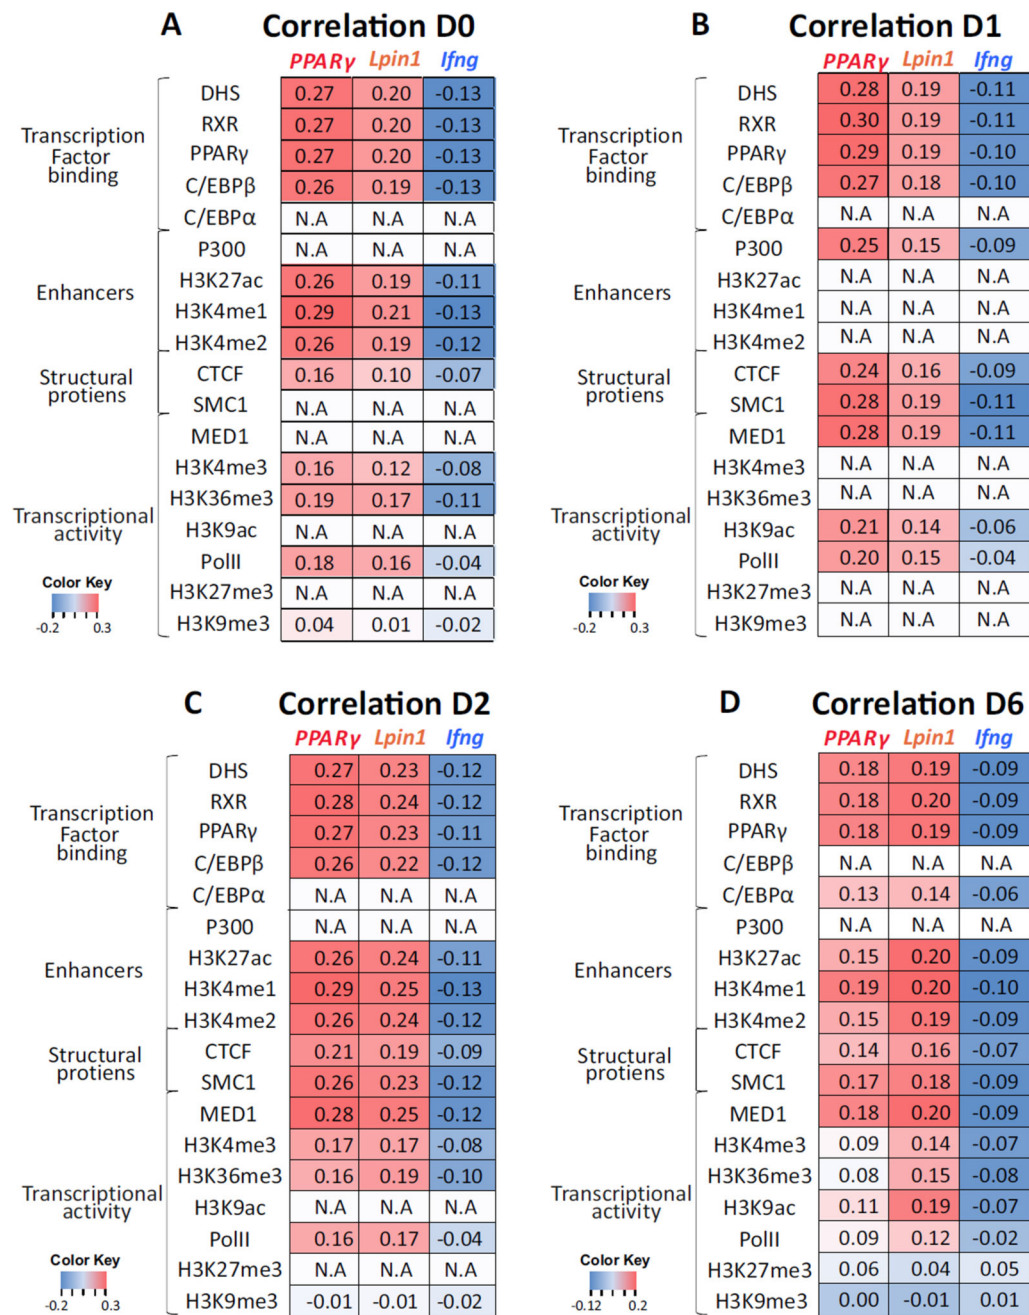 A Correlation D0
PPARγ Lpin1 Ifng
DHS 0.27 0.20 -0.13
RXR 0.27 0.20 -0.13
PPARγ 0.27 0.20 -0.13
C/EBPβ 0.26 0.19 -0.13
C/EBPα N.A N.A N.A
P300 N.A N.A N.A
H3K27ac 0.26 0.19 -0.11
H3K4me1 0.29 0.21 -0.13
H3K4me2 0.26 0.19 -0.12
CTCF 0.16 0.10 -0.07
SMC1 N.A N.A N.A
MED1 N.A N.A N.A
H3K4me3 0.16 0.12 -0.08
H3K36me3 0.19 0.17 -0.11
H3K9ac N.A N.A N.A
PolII 0.18 0.16 -0.04
H3K27me3 N.A N.A N.A
H3K9me3 0.04 0.01 -0.02
Transcription
Factor
binding
Enhancers
Structural
protiens
Transcriptional
activity
Color Key
-0.2 0.3
B Correlation D1
PPARγ Lpin1 Ifng
DHS 0.28 0.19 -0.11
RXR 0.30 0.19 -0.11
PPARγ 0.29 0.19 -0.10
C/EBPβ 0.27 0.18 -0.10
C/EBPα N.A N.A N.A
P300 0.25 0.15 -0.09
H3K27ac N.A N.A N.A
H3K4me1 N.A N.A N.A
H3K4me2 N.A N.A N.A
CTCF 0.24 0.16 -0.09
SMC1 0.28 0.19 -0.11
MED1 0.28 0.19 -0.11
H3K4me3 N.A N.A N.A
H3K36me3 N.A N.A N.A
H3K9ac 0.21 0.14 -0.06
PolII 0.20 0.15 -0.04
H3K27me3 N.A N.A N.A
H3K9me3 N.A N.A N.A
Transcription
Factor
binding
Enhancers
Structural
protiens
Transcriptional
activity
Color Key
-0.2 0.3
C Correlation D2
PPARγ Lpin1 Ifng
DHS 0.27 0.23 -0.12
RXR 0.28 0.24 -0.12
PPARγ 0.27 0.23 -0.11
C/EBPβ 0.26 0.22 -0.12
C/EBPα N.A N.A N.A
P300 N.A N.A N.A
H3K27ac 0.26 0.24 -0.11
H3K4me1 0.29 0.25 -0.13
H3K4me2 0.26 0.24 -0.12
CTCF 0.21 0.19 -0.09
SMC1 0.26 0.23 -0.12
MED1 0.28 0.25 -0.12
H3K4me3 0.17 0.17 -0.08
H3K36me3 0.16 0.19 -0.10
H3K9ac N.A N.A N.A
PolII 0.16 0.17 -0.04
H3K27me3 N.A N.A N.A
H3K9me3 -0.01 -0.01 -0.02
Transcription
Factor
binding
Enhancers
Structural
protiens
Transcriptional
activity
Color Key
-0.2 0.3
D Correlation D6
PPARγ Lpin1 Ifng
DHS 0.18 0.19 -0.09
RXR 0.18 0.20 -0.09
PPARγ 0.18 0.19 -0.09
C/EBPβ N.A N.A N.A
C/EBPα 0.13 0.14 -0.06
P300 N.A N.A N.A
H3K27ac 0.15 0.20 -0.09
H3K4me1 0.19 0.20 -0.10
H3K4me2 0.15 0.19 -0.09
CTCF 0.14 0.16 -0.07
SMC1 0.17 0.18 -0.09
MED1 0.18 0.20 -0.09
H3K4me3 0.09 0.14 -0.07
H3K36me3 0.08 0.15 -0.08
H3K9ac 0.11 0.19 -0.07
PolII 0.09 0.12 -0.02
H3K27me3 0.06 0.04 0.05
H3K9me3 0.00 -0.01 0.01
Transcription
Factor
binding
Enhancers
Structural
protiens
Transcriptional
activity
Color Key
-0.12 0.2